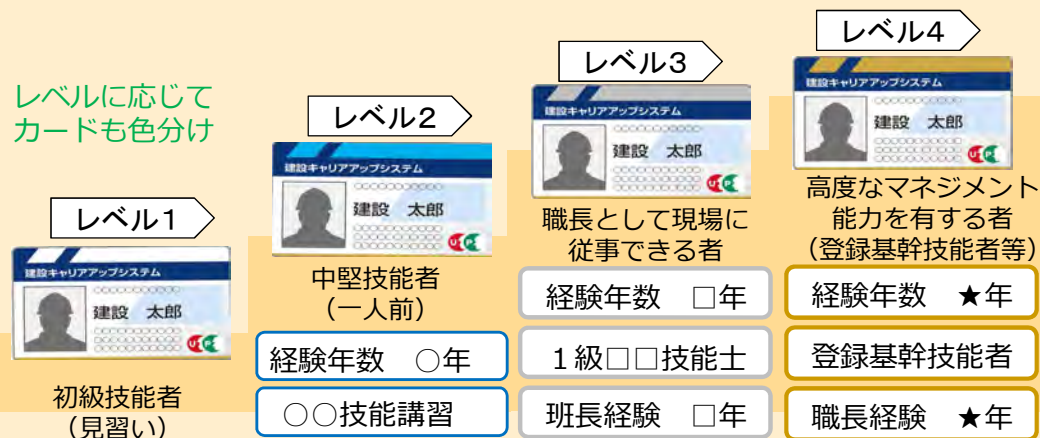 レベルに応じて
カードも色分け
レベル1
建設キャリアアップシステム
建設 太郎
初級技能者
（見習い）
レベル2
建設キャリアアップシステム
建設 太郎
中堅技能者
（一人前）
経験年数 ○年
○○技能講習
レベル3
建設キャリアアップシステム
建設 太郎
職長として現場に
従事できる者
経験年数 □年
１級□□技能士
班長経験 □年
レベル4
建設キャリアアップシステム
建設 太郎
高度なマネジメント
能力を有する者
（登録基幹技能者等）
経験年数 ★年
登録基幹技能者
職長経験 ★年